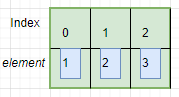 Index 0 1 2
element 1 2 3